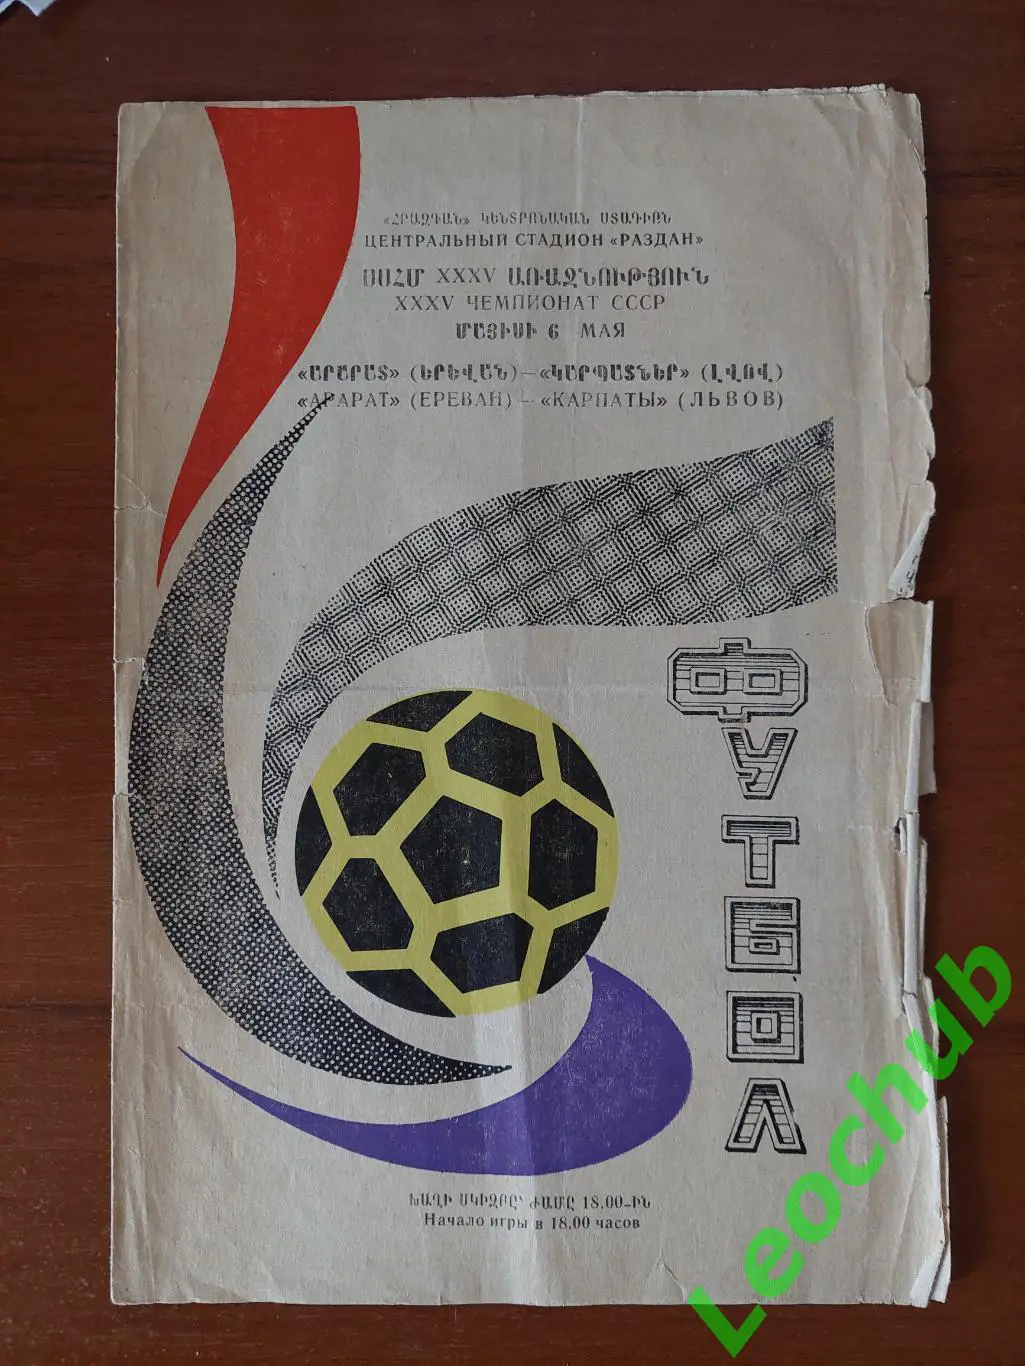 «ՀՐԱԶԴԱՆ» ԿԵՆՏՐՈՆԱԿԱՆ ՍՏԱԴԻՈՆ
ЦЕНТРАЛЬНЫЙ СТАДИОН «РАЗДАН»
ՍՍՀՄ XXXV ԱՌԱՋՆՈՒԹՅՈՒՆ
XXXV ЧЕМПИОНАТ СССР
ՄԱՅԻՍԻ 6 МАЯ
«ԱՐԱՐԱՏ» (ԵՐԵՎԱՆ)—«ԿԱՐՊԱՏՆԵՐ» (ԼՎՈՎ)
«АРАРАТ» (ЕРЕВАН) — «КАРПАТЫ» (ЛЬВОВ)
ФУТБОЛ
ԽԱՂԻ ՍԿԻԶԲԸ՝ ԺԱՄԸ 18.00-ԻՆ
Начало игры в 18.00 часов
Leochub